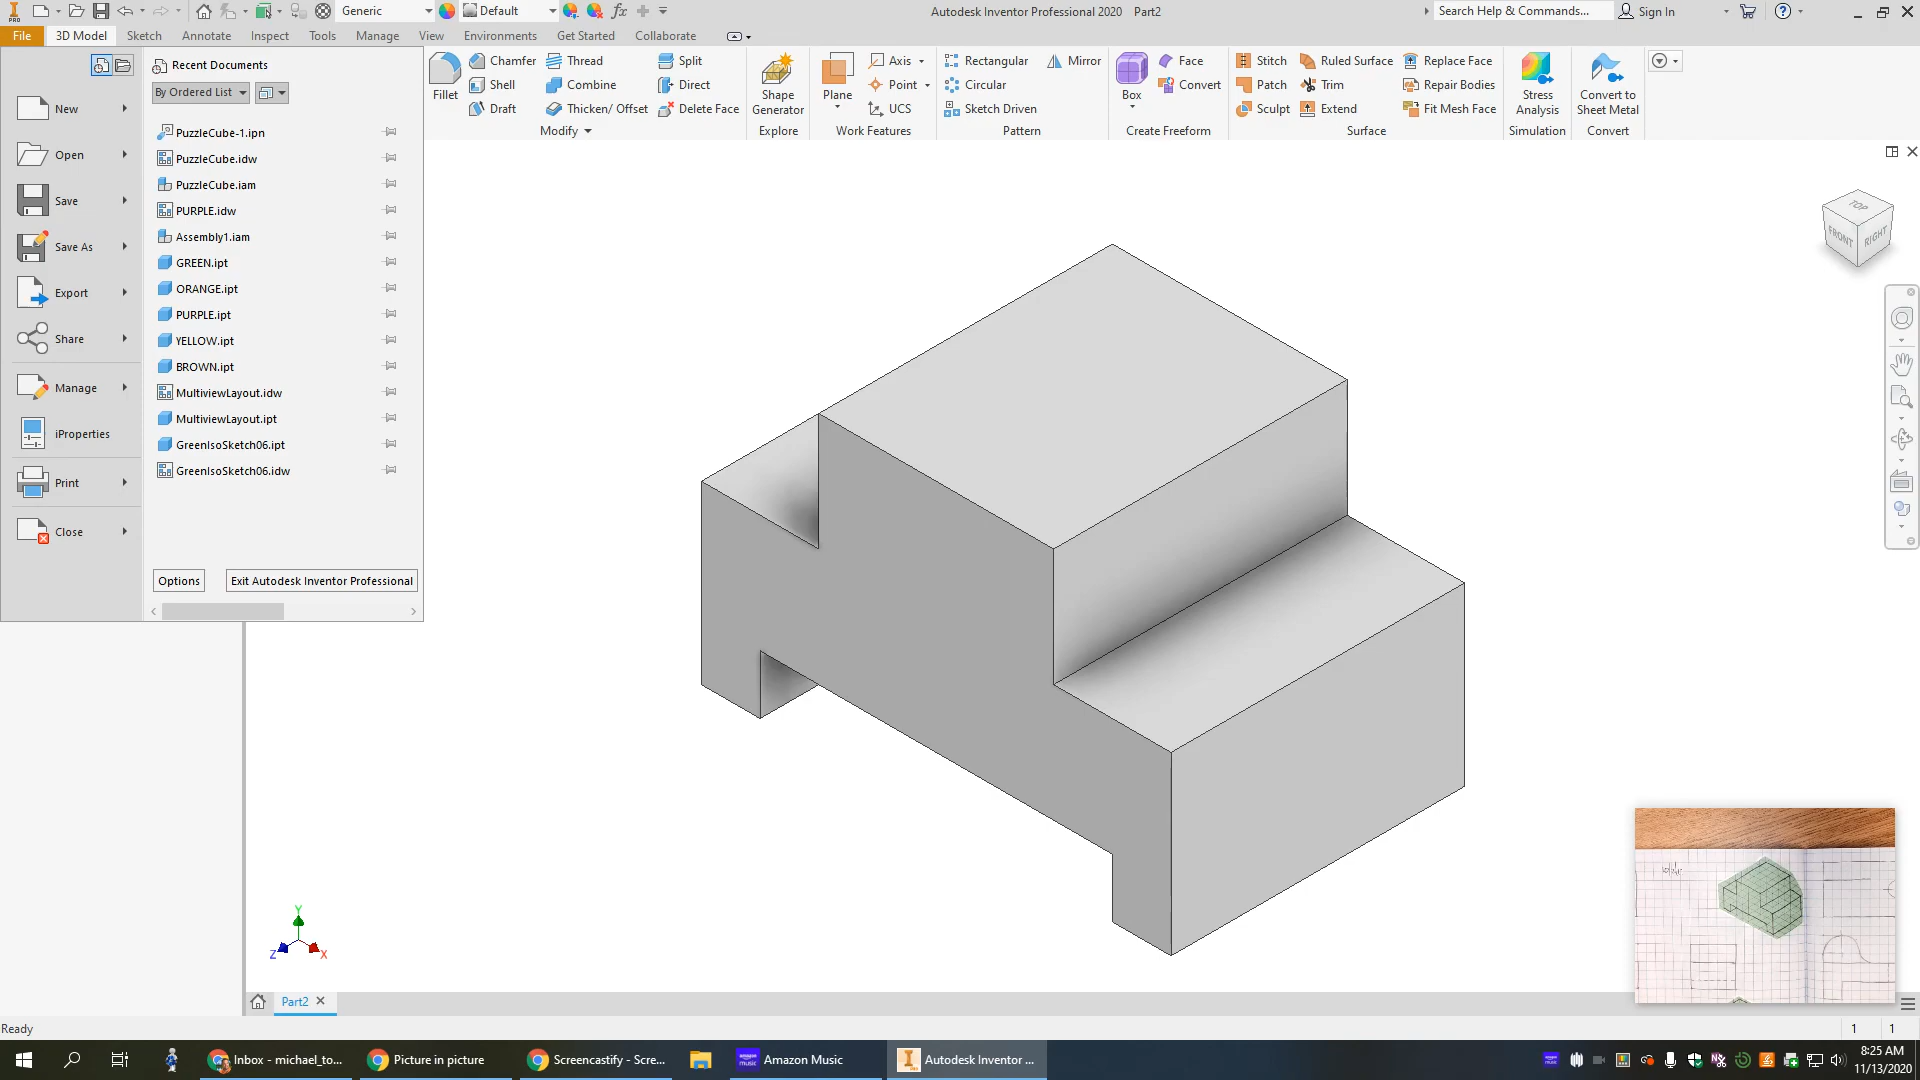 PRO
Generic
Default
fx
Autodesk Inventor Professional 2020 Part2
Search Help & Commands...
Sign In
File
3D Model
Sketch
Annotate
Inspect
Tools
Manage
View
Environments
Get Started
Collaborate
Recent Documents
By Ordered List
New
Open
Save
Save As
Export
Share
Manage
iProperties
Print
Close
PuzzleCube-1.ipn
PuzzleCube.idw
PuzzleCube.iam
PURPLE.idw
Assembly1.iam
GREEN.ipt
ORANGE.ipt
PURPLE.ipt
YELLOW.ipt
BROWN.ipt
MultiviewLayout.idw
MultiviewLayout.ipt
GreenIsoSketch06.ipt
GreenIsoSketch06.idw
Options
Exit Autodesk Inventor Professional
Fillet
Chamfer
Shell
Draft
Thread
Combine
Thicken/ Offset
Split
Direct
Delete Face
Modify
Shape
Generator
Explore
Plane
Axis
Point
UCS
Work Features
Rectangular
Circular
Sketch Driven
Mirror
Pattern
Box
Face
Convert
Create Freeform
Stitch
Patch
Sculpt
Ruled Surface
Trim
Extend
Replace Face
Repair Bodies
Fit Mesh Face
Surface
Stress
Analysis
Simulation
Convert to
Sheet Metal
Convert
TOP
FRONT
RIGHT
Y
Z
X
Part2
Ready
1
1
Inbox - michael_to...
Picture in picture
Screencastify - Scre...
music
Amazon Music
Autodesk Inventor ...
8:25 AM
11/13/2020